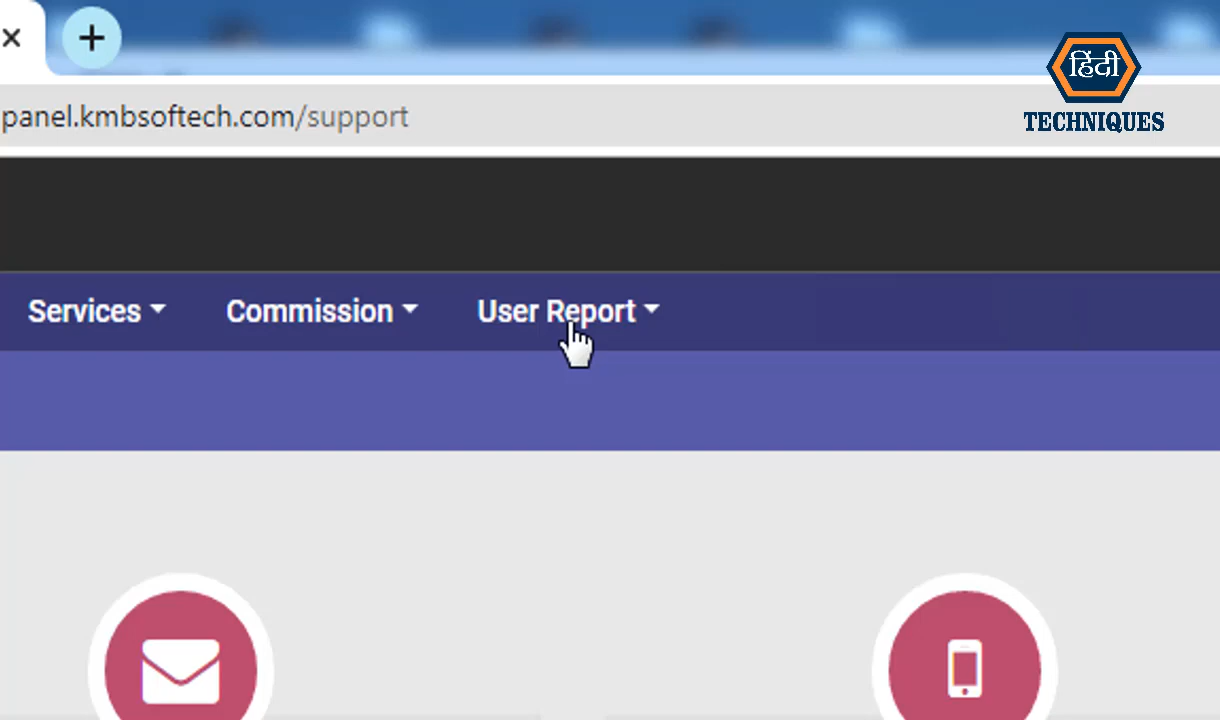 panel.kmbsoftech.com/support
हिंदी
TECHNIQUES
Services
Commission
User Report